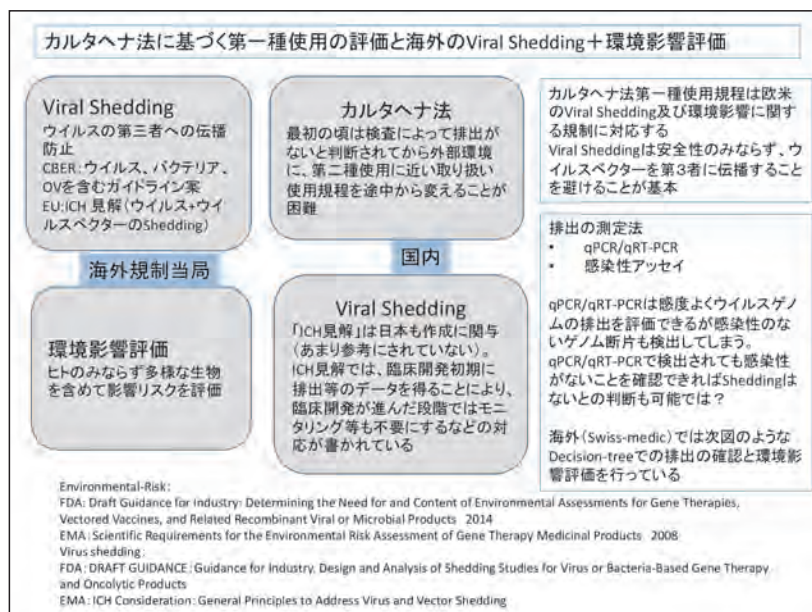 カルタヘナ法に基づく第一種使用の評価と海外のViral Shedding＋環境影響評価
Viral Shedding
ウイルスの第三者への伝播
防止
CBER：ウイルス、バクテリア、
OVを含むガイドライン案
EU：ICH 見解（ウイルス+ウイ
ルスベクターのShedding）
海外規制当局
環境影響評価
ヒトのみならず多様な生物
を含めて影響リスクを評価
カルタヘナ法
最初の頃は検査によって排出が
ないと判断されてから外部環境
に、第二種使用に近い取り扱い
使用規程を途中から変えることが
困難
国内
Viral Shedding
「ICH見解」は日本も作成に関与
（あまり参考にされていない）。
ICH見解では、臨床開発初期に
排出等のデータを得ることにより、
臨床開発が進んだ段階ではモニ
タリング等も不要にするなどの対
応が書かれている
カルタヘナ法第一種使用規程は欧米
のViral Shedding及び環境影響に関す
る規制に対応する
Viral Sheddingは安全性のみならず、ウ
イルスベクターを第３者に伝播すること
を避けることが基本
排出の測定法
• qPCR/qRT-PCR
• 感染性アッセイ
qPCR/qRT-PCRは感度よくウイルスゲノ
ムの排出を評価できるが感染性のな
いゲノム断片も検出してしまう。
qPCR/qRT-PCRで検出されても感染性
がないことを確認できればSheddingは
ないとの判断も可能では？
海外（Swiss-medic）では次図のような
Decision-treeでの排出の確認と環境影
響評価を行っている
Environmental-Risk：
FDA：Draft Guidance for Industry: Determining the Need for and Content of Environmental Assessments for Gene Therapies,
Vectored Vaccines, and Related Recombinant Viral or Microbial Products 2014
EMA：Scientific Requirements for the Environmental Risk Assessment of Gene Therapy Medicinal Products 2008
Virus shedding：
FDA：DRAFT GUIDANCE：Guidance for Industry, Design and Analysis of Shedding Studies for Virus or Bacteria-Based Gene Therapy
and Oncolytic Products
EMA：ICH Consideration：General Principles to Address Virus and Vector Shedding